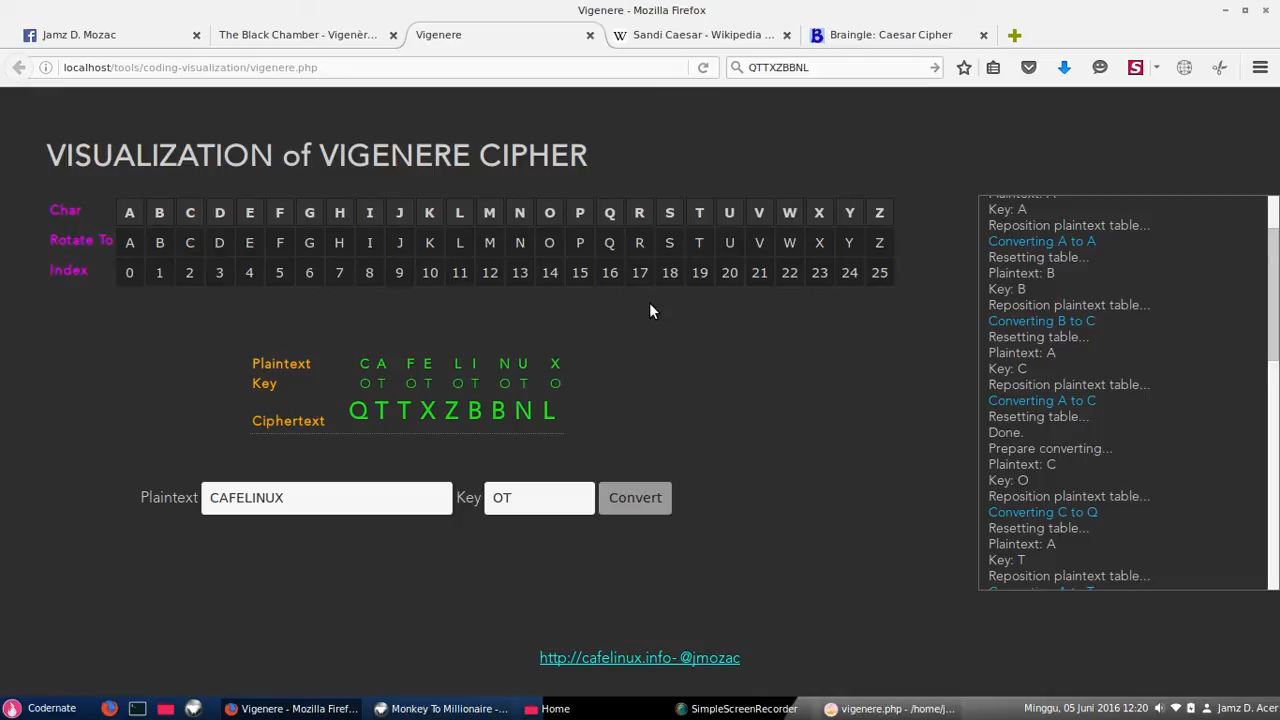 Vigenere - Mozilla Firefox
Jamz D. Mozac
The Black Chamber - Vigenèr...
Vigenere
Sandi Caesar - Wikipedia ...
Braingle: Caesar Cipher
localhost/tools/coding-visualization/vigenere.php
QTTXZBBNL
VISUALIZATION of VIGENERE CIPHER
Char A B C D E F G H I J K L M N O P Q R S T U V W X Y Z
Rotate To A B C D E F G H I J K L M N O P Q R S T U V W X Y Z
Index 0 1 2 3 4 5 6 7 8 9 10 11 12 13 14 15 16 17 18 19 20 21 22 23 24 25
Key: A
Reposition plaintext table...
Converting A to A
Resetting table...
Plaintext: B
Key: B
Reposition plaintext table...
Converting B to C
Resetting table...
Plaintext: A
Key: C
Reposition plaintext table...
Converting A to C
Resetting table...
Done.
Prepare converting...
Plaintext: C
Key: O
Reposition plaintext table...
Converting C to Q
Resetting table...
Plaintext: A
Key: T
Reposition plaintext table...
Plaintext C A F E L I N U X
Key O T O T O T O T O
Ciphertext Q T T X Z B B N L
Plaintext CAFELINUX Key OT Convert
http://cafelinux.info- @jmozac
Codernate
Vigenere - Mozilla Firef...
Monkey To Millionaire -...
Home
SimpleScreenRecorder
vigenere.php - /home/j...
Minggu, 05 Juni 2016 12:20
Jamz D. Acer